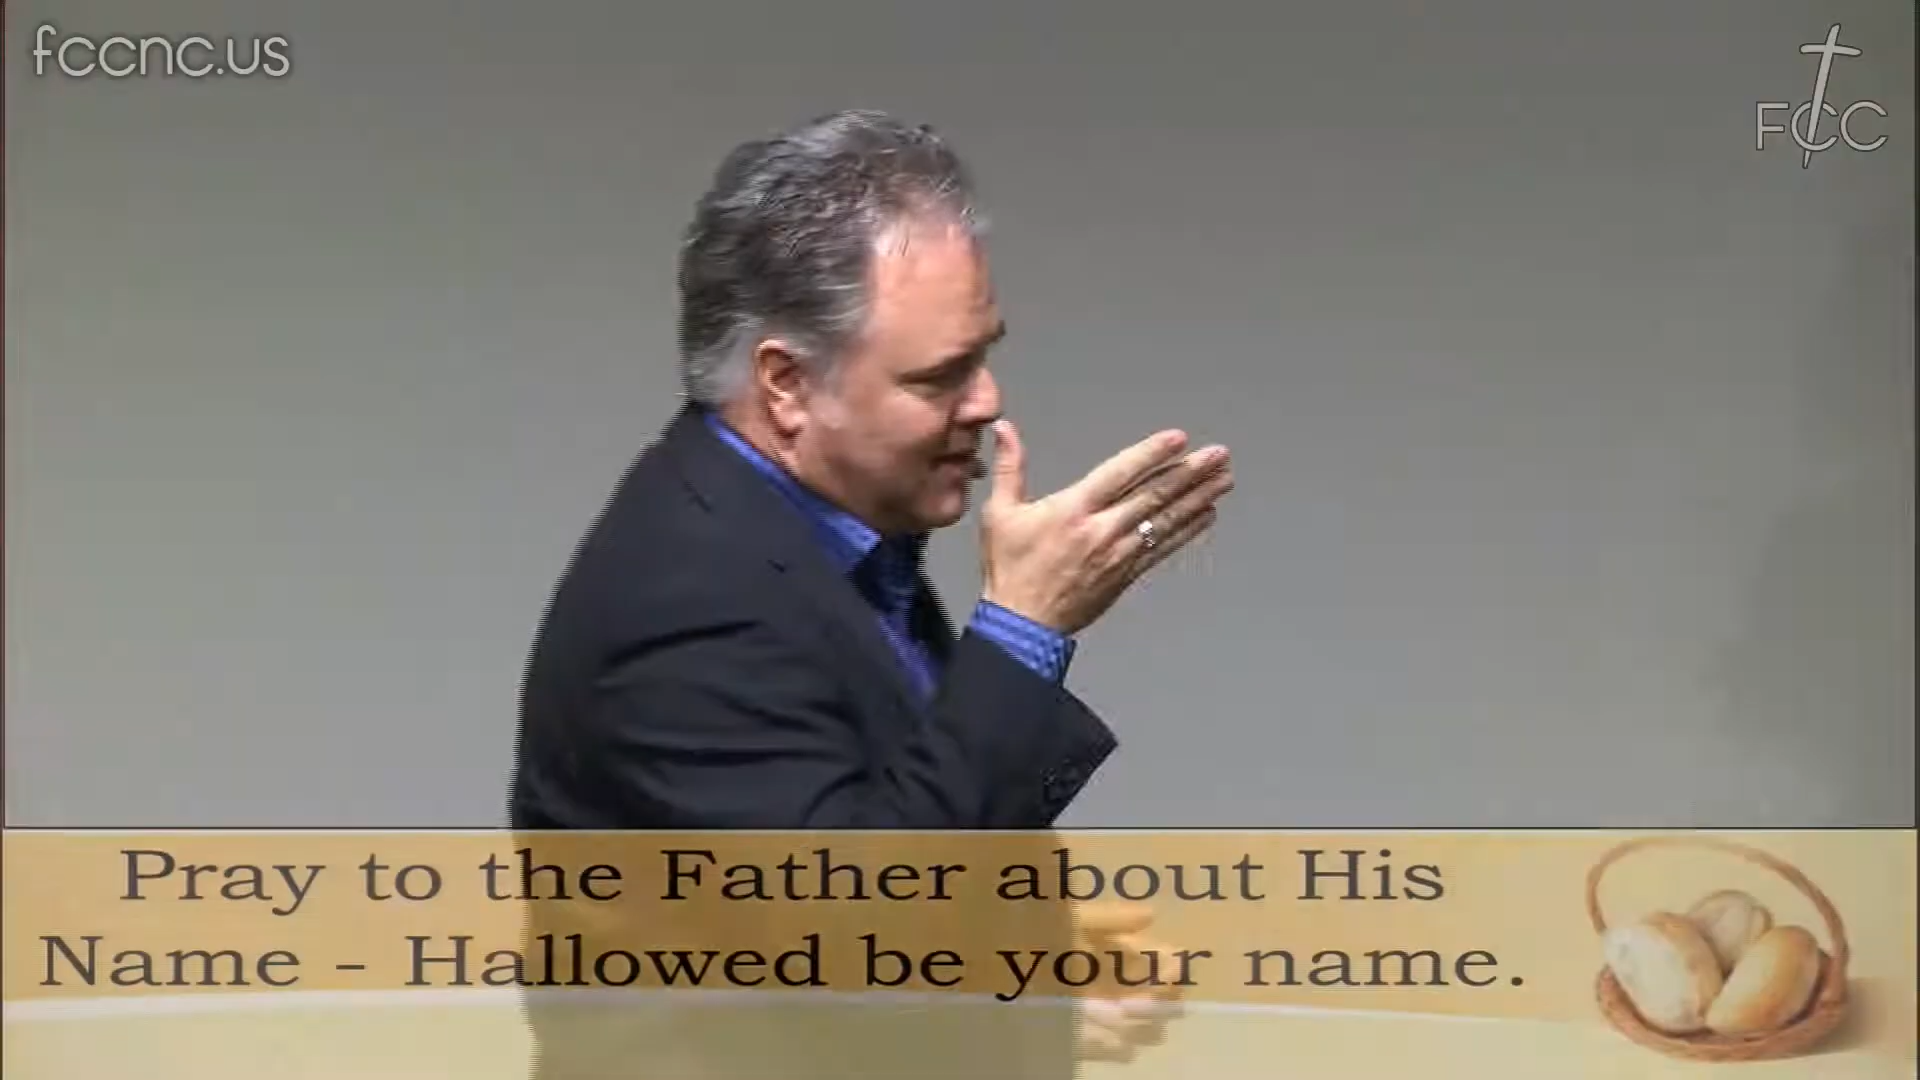 fccnc.us
FCC
Pray to the Father about His
Name - Hallowed be your name.